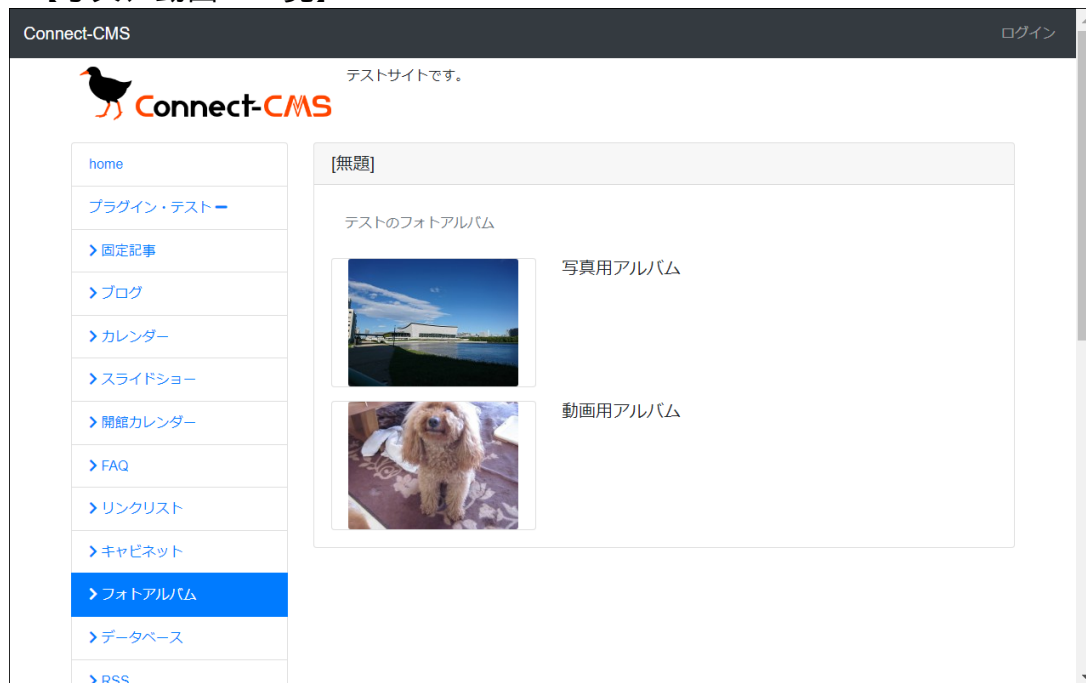 Connect-CMS
ログイン
Connect-CMS
テストサイトです。
home
プラグイン・テスト
固定記事
ブログ
カレンダー
スライドショー
開館カレンダー
FAQ
リンクリスト
キャビネット
フォトアルバム
データベース
RSS
[無題]
テストのフォトアルバム
写真用アルバム
動画用アルバム